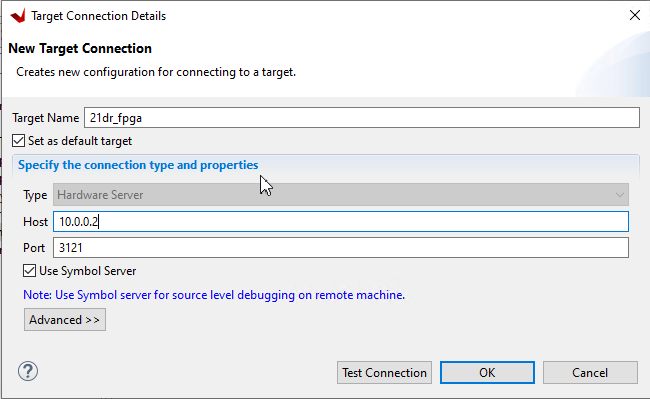 Target Connection Details
New Target Connection
Creates new configuration for connecting to a target.
Target Name 21dr_fpga
Set as default target
Specify the connection type and properties
Type Hardware Server
Host 10.0.0.2
Port 3121
Use Symbol Server
Note: Use Symbol server for source level debugging on remote machine.
Advanced >>
? Test Connection OK Cancel